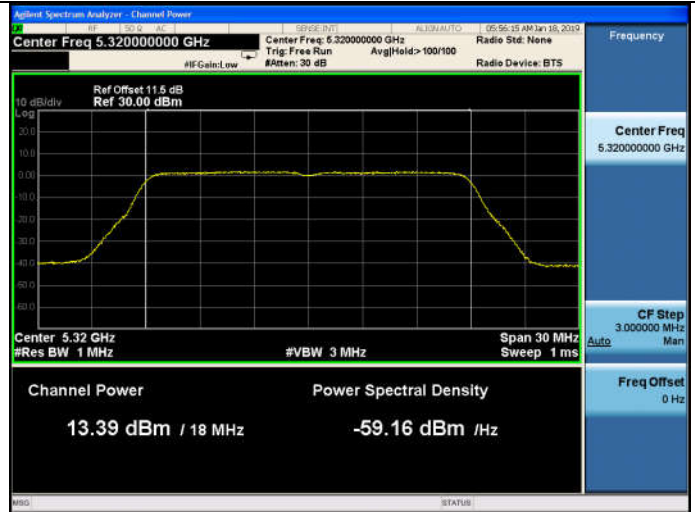 Agilent Spectrum Analyzer - Channel Power
RF 50 Ω AC SENSE:INT ALIGNAUTO 05:56:15 AM Jan 18, 2019
Center Freq 5.320000000 GHz
Center Freq: 5.320000000 GHz
Radio Std: None
Trig: Free Run Avg|Hold:> 100/100
#IFGain:Low #Atten: 30 dB Radio Device: BTS
Frequency
Ref Offset 11.5 dB
10 dB/div Ref 30.00 dBm
Log
20.0
10.0
0.00
-10.0
-20.0
-30.0
-40.0
-50.0
-60.0
Center 5.32 GHz Span 30 MHz
#Res BW 1 MHz #VBW 3 MHz Sweep 1 ms
Channel Power Power Spectral Density
13.39 dBm / 18 MHz -59.16 dBm /Hz
Center Freq
5.320000000 GHz
CF Step
3.000000 MHz
Auto Man
Freq Offset
0 Hz
MSG STATUS